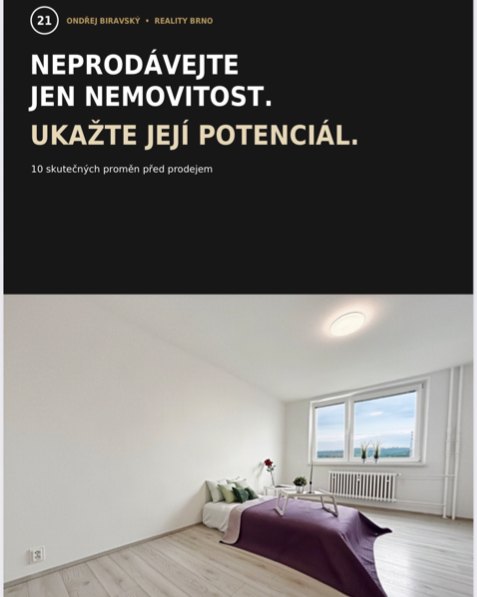 21 ONDŘEJ BIRAVSKÝ • REALITY BRNO
NEPRODÁVEJTE
JEN NEMOVITOST.
UKAŽTE JEJÍ POTENCIÁL.
10 skutečných proměn před prodejem